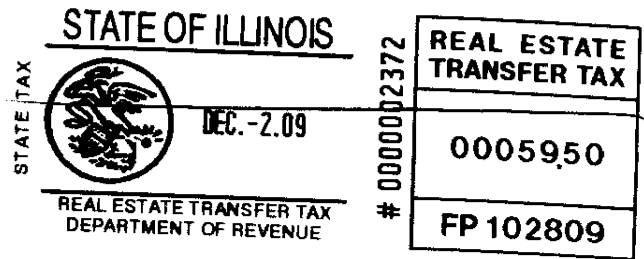 STATE OF ILLINOIS
STATE TAX
DEC.-2.09
REAL ESTATE TRANSFER TAX
DEPARTMENT OF REVENUE
# 0000002372
REAL ESTATE
TRANSFER TAX
0005950
FP 102809